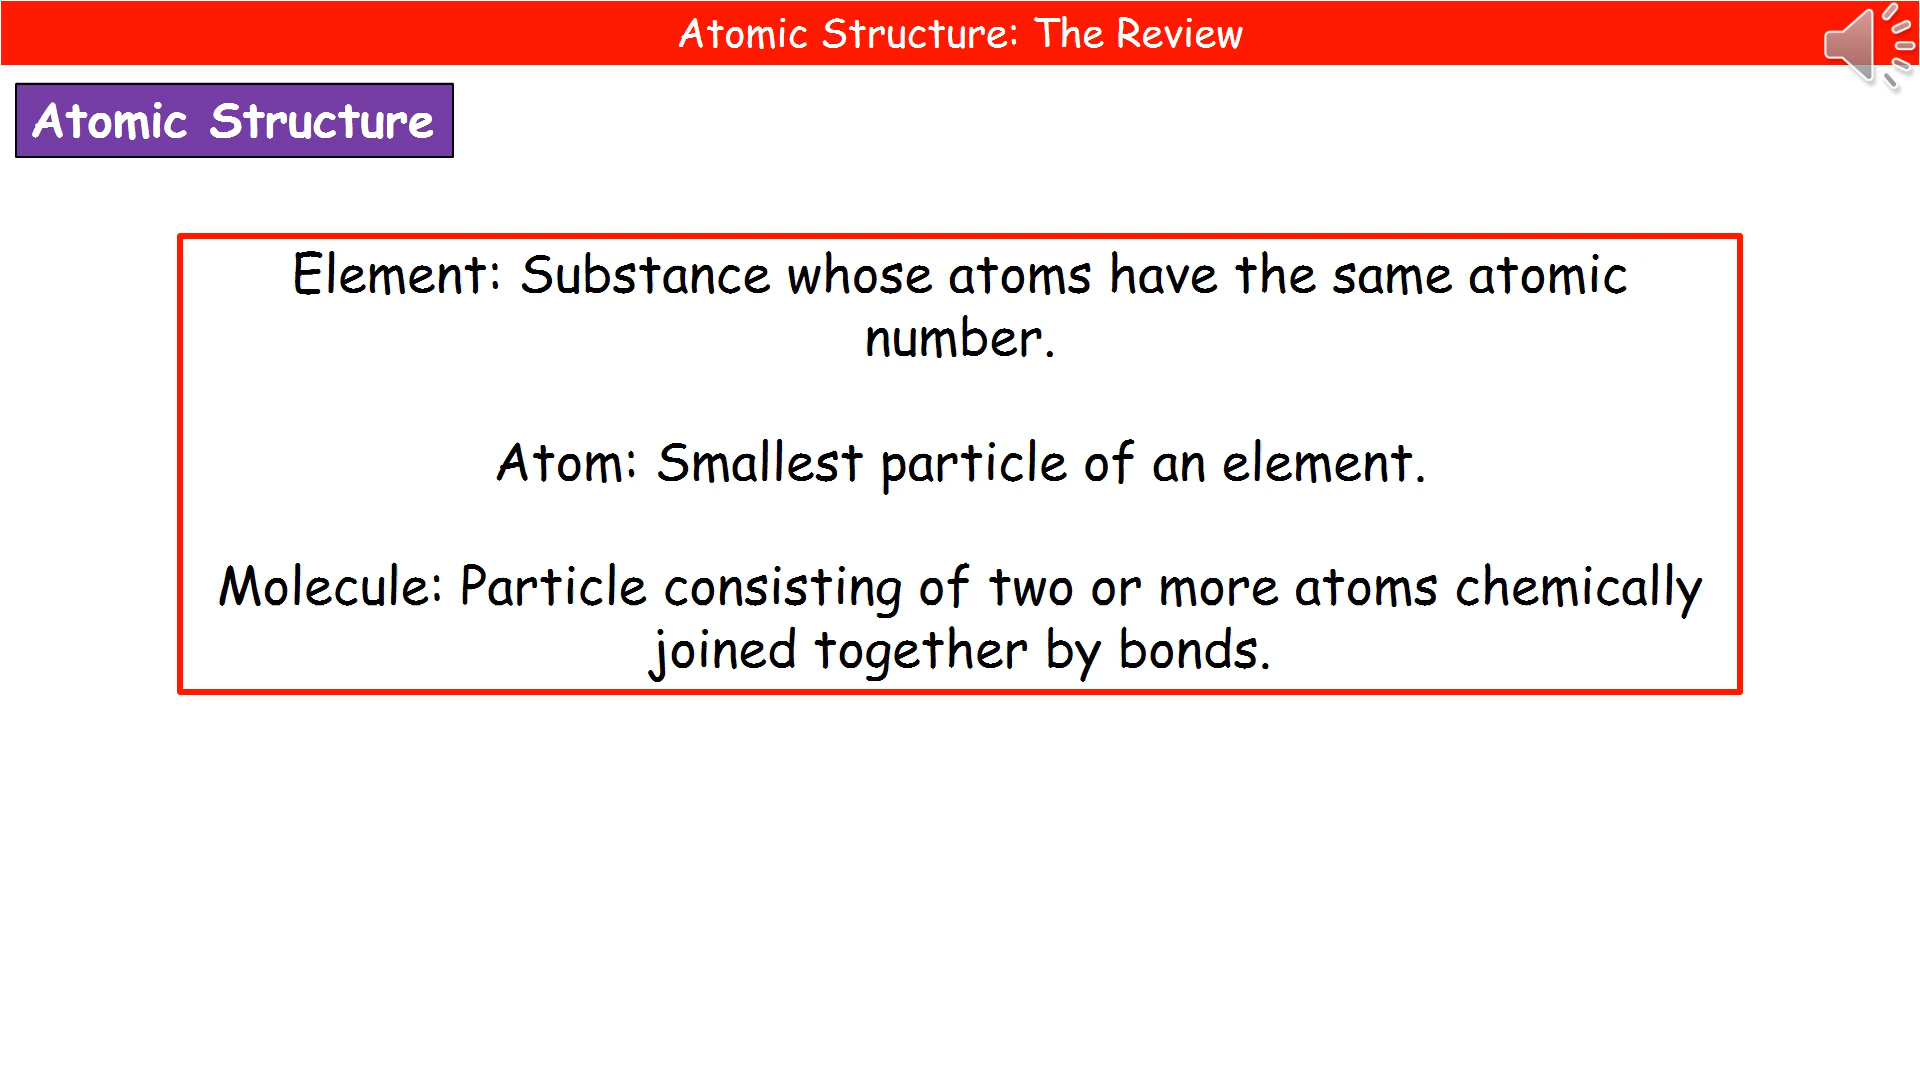 Atomic Structure: The Review
Atomic Structure
Element: Substance whose atoms have the same atomic
number.
Atom: Smallest particle of an element.
Molecule: Particle consisting of two or more atoms chemically
joined together by bonds.